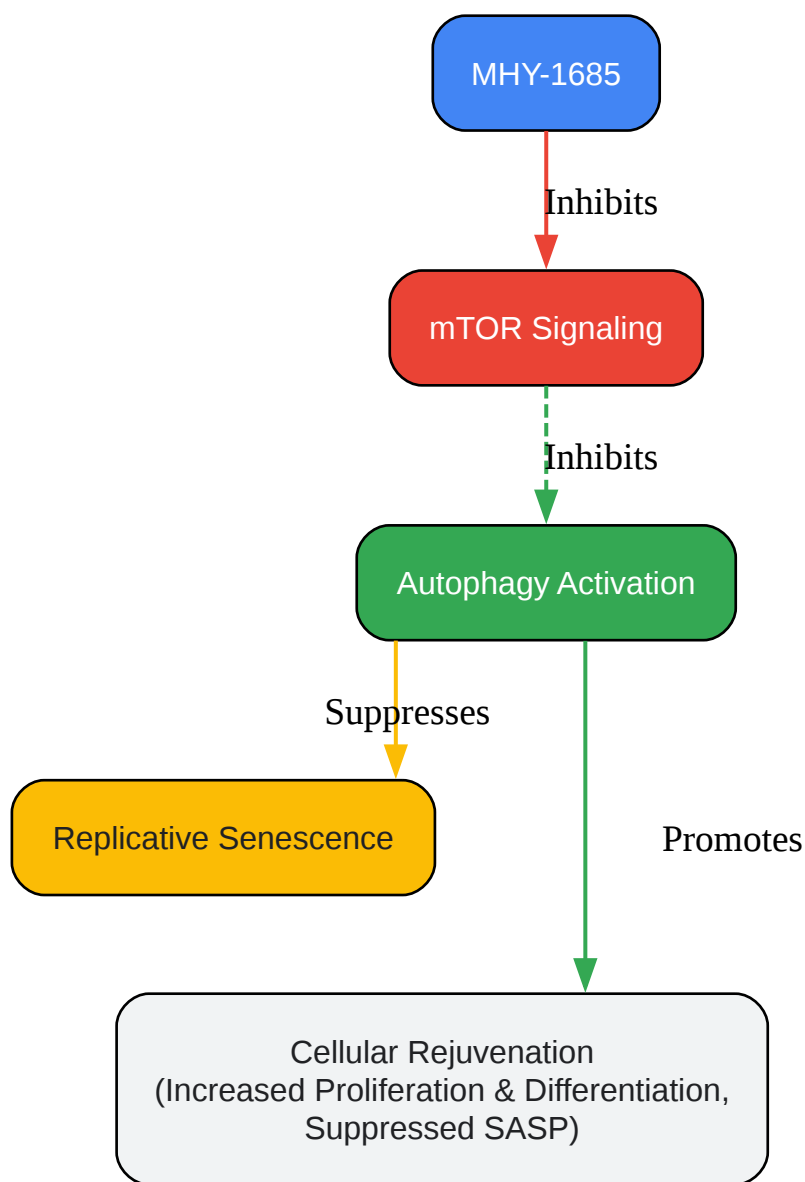 MHY-1685
Inhibits
mTOR Signaling
Inhibits
Autophagy Activation
Suppresses
Replicative Senescence
Promotes
Cellular Rejuvenation
(Increased Proliferation & Differentiation,
Suppressed SASP)